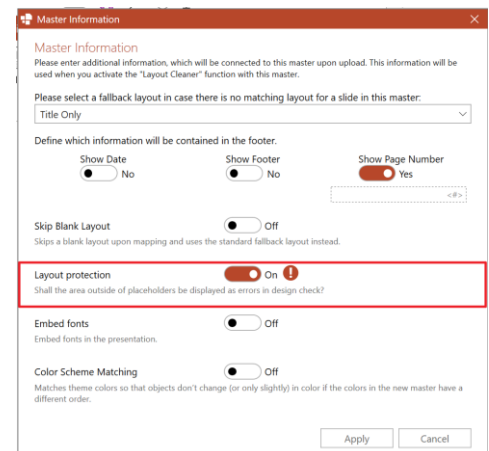 Master Information
Master Information
Please enter additional information, which will be connected to this master upon upload. This information will be
used when you activate the "Layout Cleaner" function with this master.
Please select a fallback layout in case there is no matching layout for a slide in this master:
Title Only
Define which information will be contained in the footer.
Show Date Show Footer Show Page Number
No No Yes
<#>
Skip Blank Layout Off
Skips a blank layout upon mapping and uses the standard fallback layout instead.
Layout protection On !
Shall the area outside of placeholders be displayed as errors in design check?
Embed fonts Off
Embed fonts in the presentation.
Color Scheme Matching Off
Matches theme colors so that objects don't change (or only slightly) in color if the colors in the new master have a
different order.
Apply Cancel